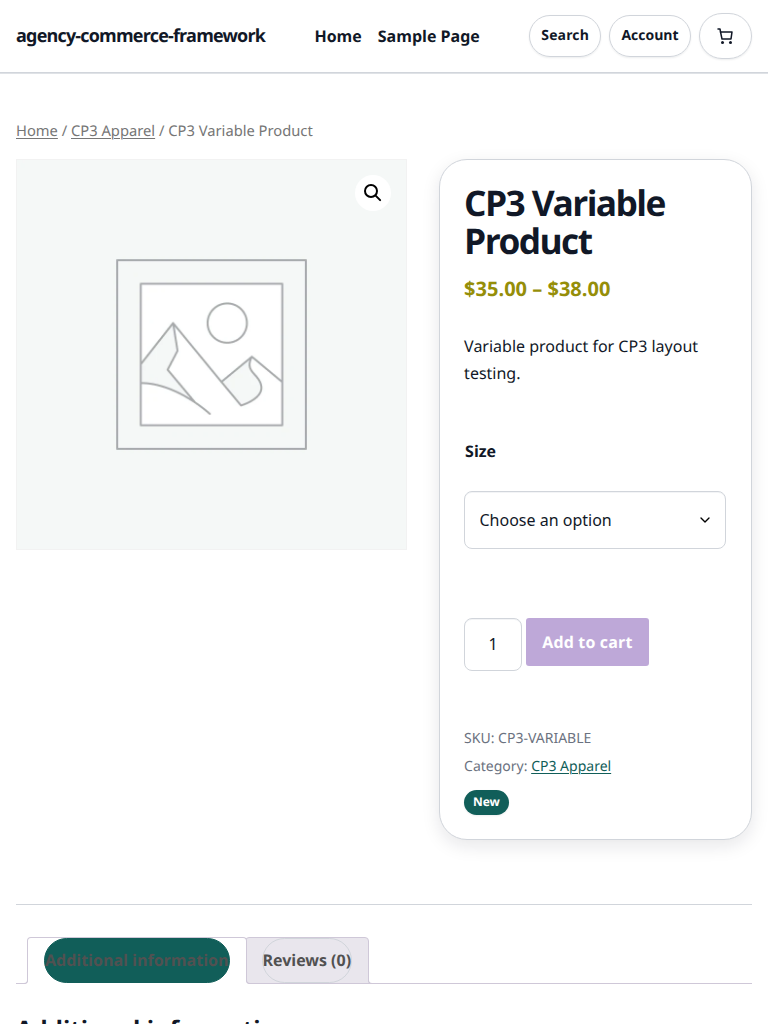 agency-commerce-framework Home Sample Page Search Account
Home / CP3 Apparel / CP3 Variable Product
CP3 Variable
Product
$35.00 – $38.00
Variable product for CP3 layout
testing.
Size
Choose an option
1 Add to cart
SKU: CP3-VARIABLE
Category: CP3 Apparel
New
Additional information Reviews (0)
Additional information